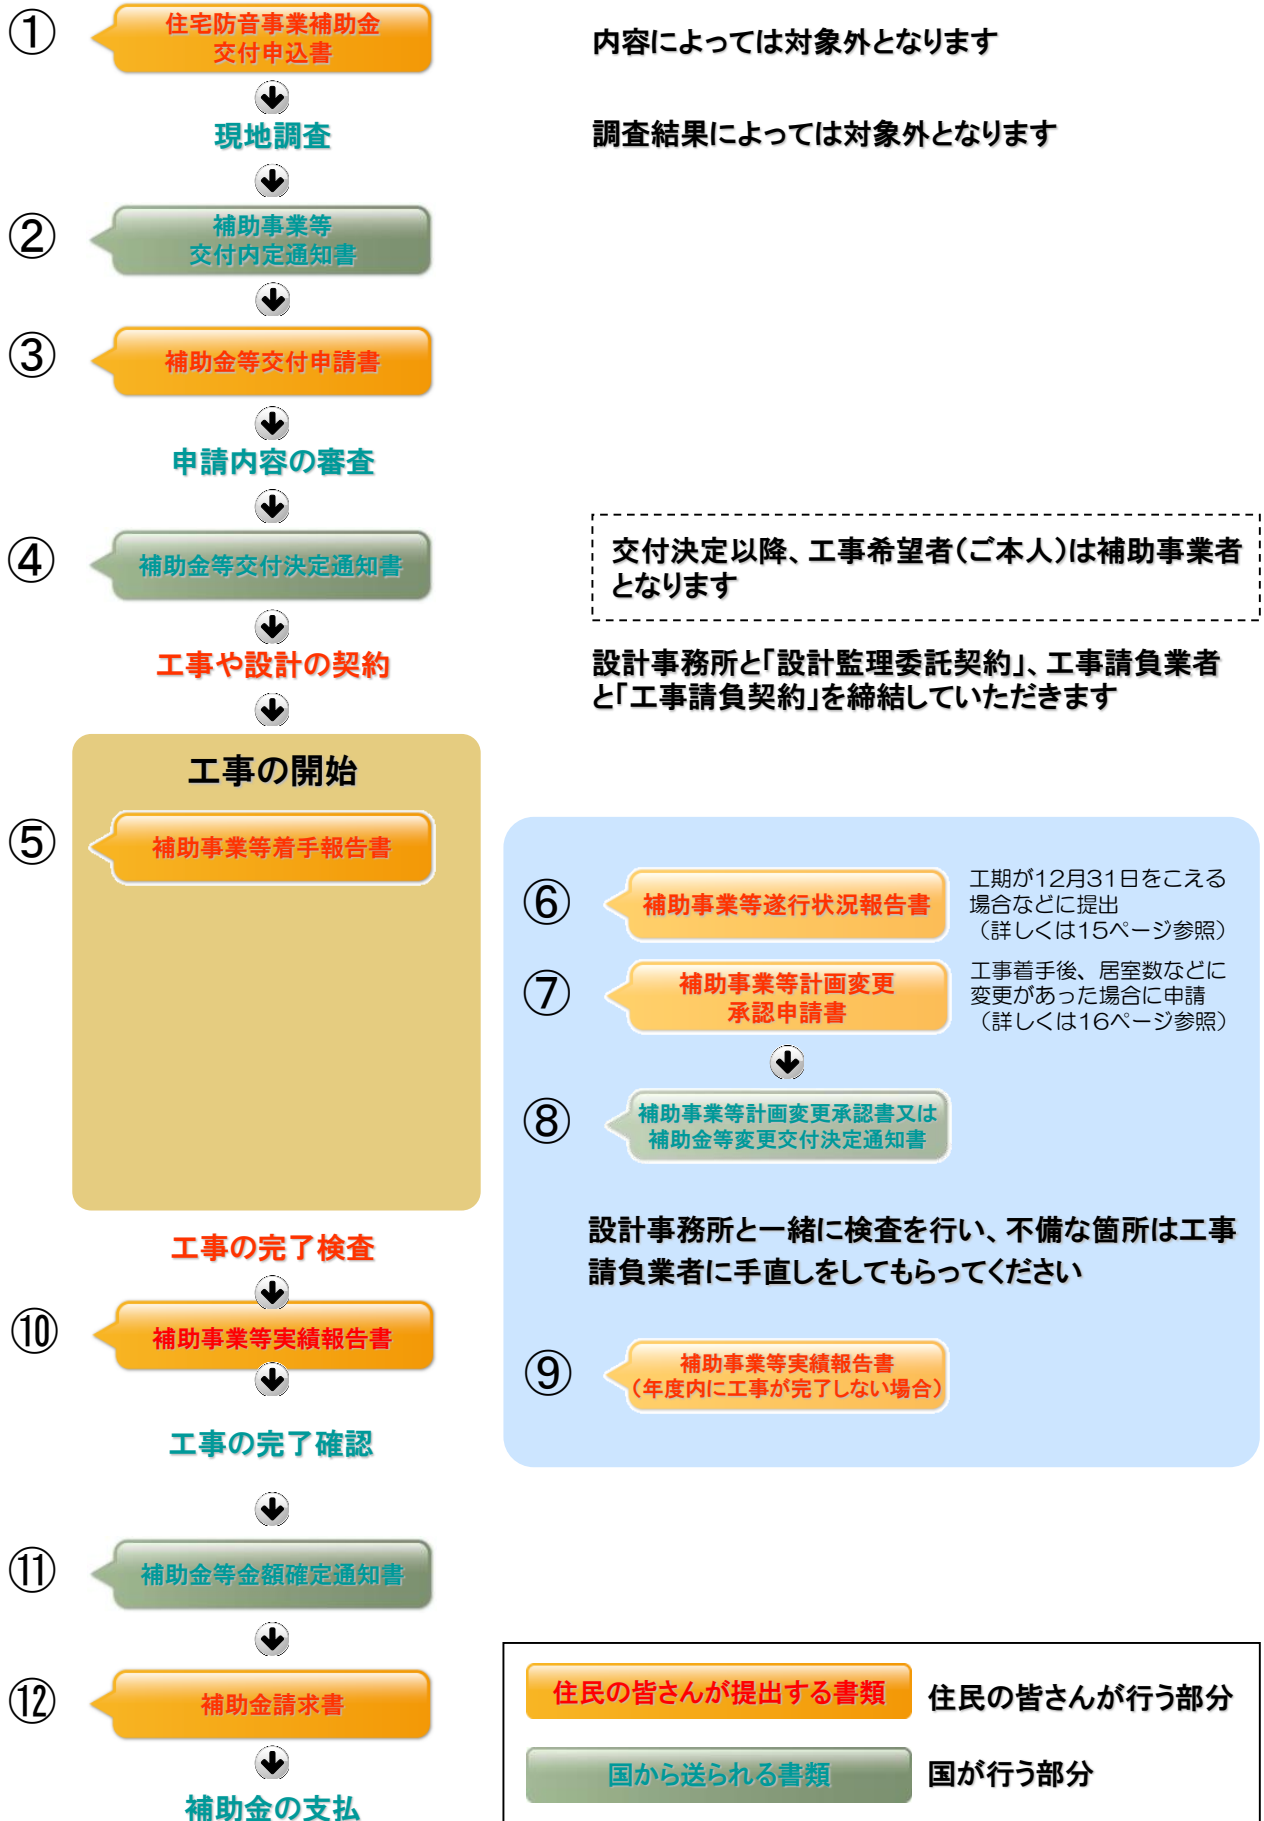 ①
住宅防音事業補助金
交付申込書
内容によっては対象外となります
現地調査
調査結果によっては対象外となります
②
補助事業等
交付内定通知書
③
補助金等交付申請書
申請内容の審査
④
補助金等交付決定通知書
交付決定以降、工事希望者(ご本人)は補助事業者
となります
工事や設計の契約
設計事務所と「設計監理委託契約」、工事請負業者
と「工事請負契約」を締結していただきます
工事の開始
⑤
補助事業等着手報告書
⑥
補助事業等遂行状況報告書
工期が12月31日をこえる
場合などに提出
（詳しくは15ページ参照）
⑦
補助事業等計画変更
承認申請書
工事着手後、居室数などに
変更があった場合に申請
（詳しくは16ページ参照）
⑧
補助事業等計画変更承認書又は
補助金等変更交付決定通知書
工事の完了検査
設計事務所と一緒に検査を行い、不備な箇所は工事
請負業者に手直しをしてもらってください
⑩
補助事業等実績報告書
⑨
補助事業等実績報告書
(年度内に工事が完了しない場合)
工事の完了確認
⑪
補助金等金額確定通知書
⑫
補助金請求書
補助金の支払
住民の皆さんが提出する書類
住民の皆さんが行う部分
国から送られる書類
国が行う部分